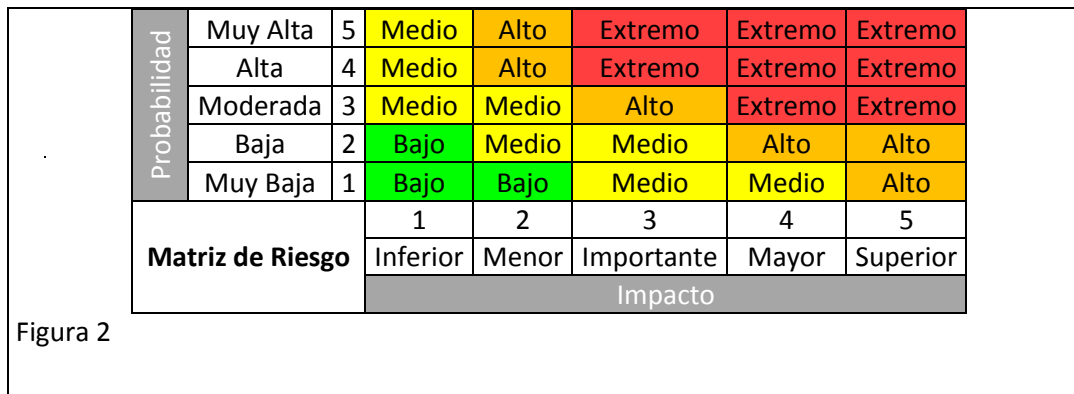 Probabilidad
Muy Alta 5 Medio Alto Extremo Extremo Extremo
Alta 4 Medio Alto Extremo Extremo Extremo
Moderada 3 Medio Medio Alto Extremo Extremo
Baja 2 Bajo Medio Medio Alto Alto
Muy Baja 1 Bajo Bajo Medio Medio Alto
1 2 3 4 5
Matriz de Riesgo Inferior Menor Importante Mayor Superior
Impacto
Figura 2